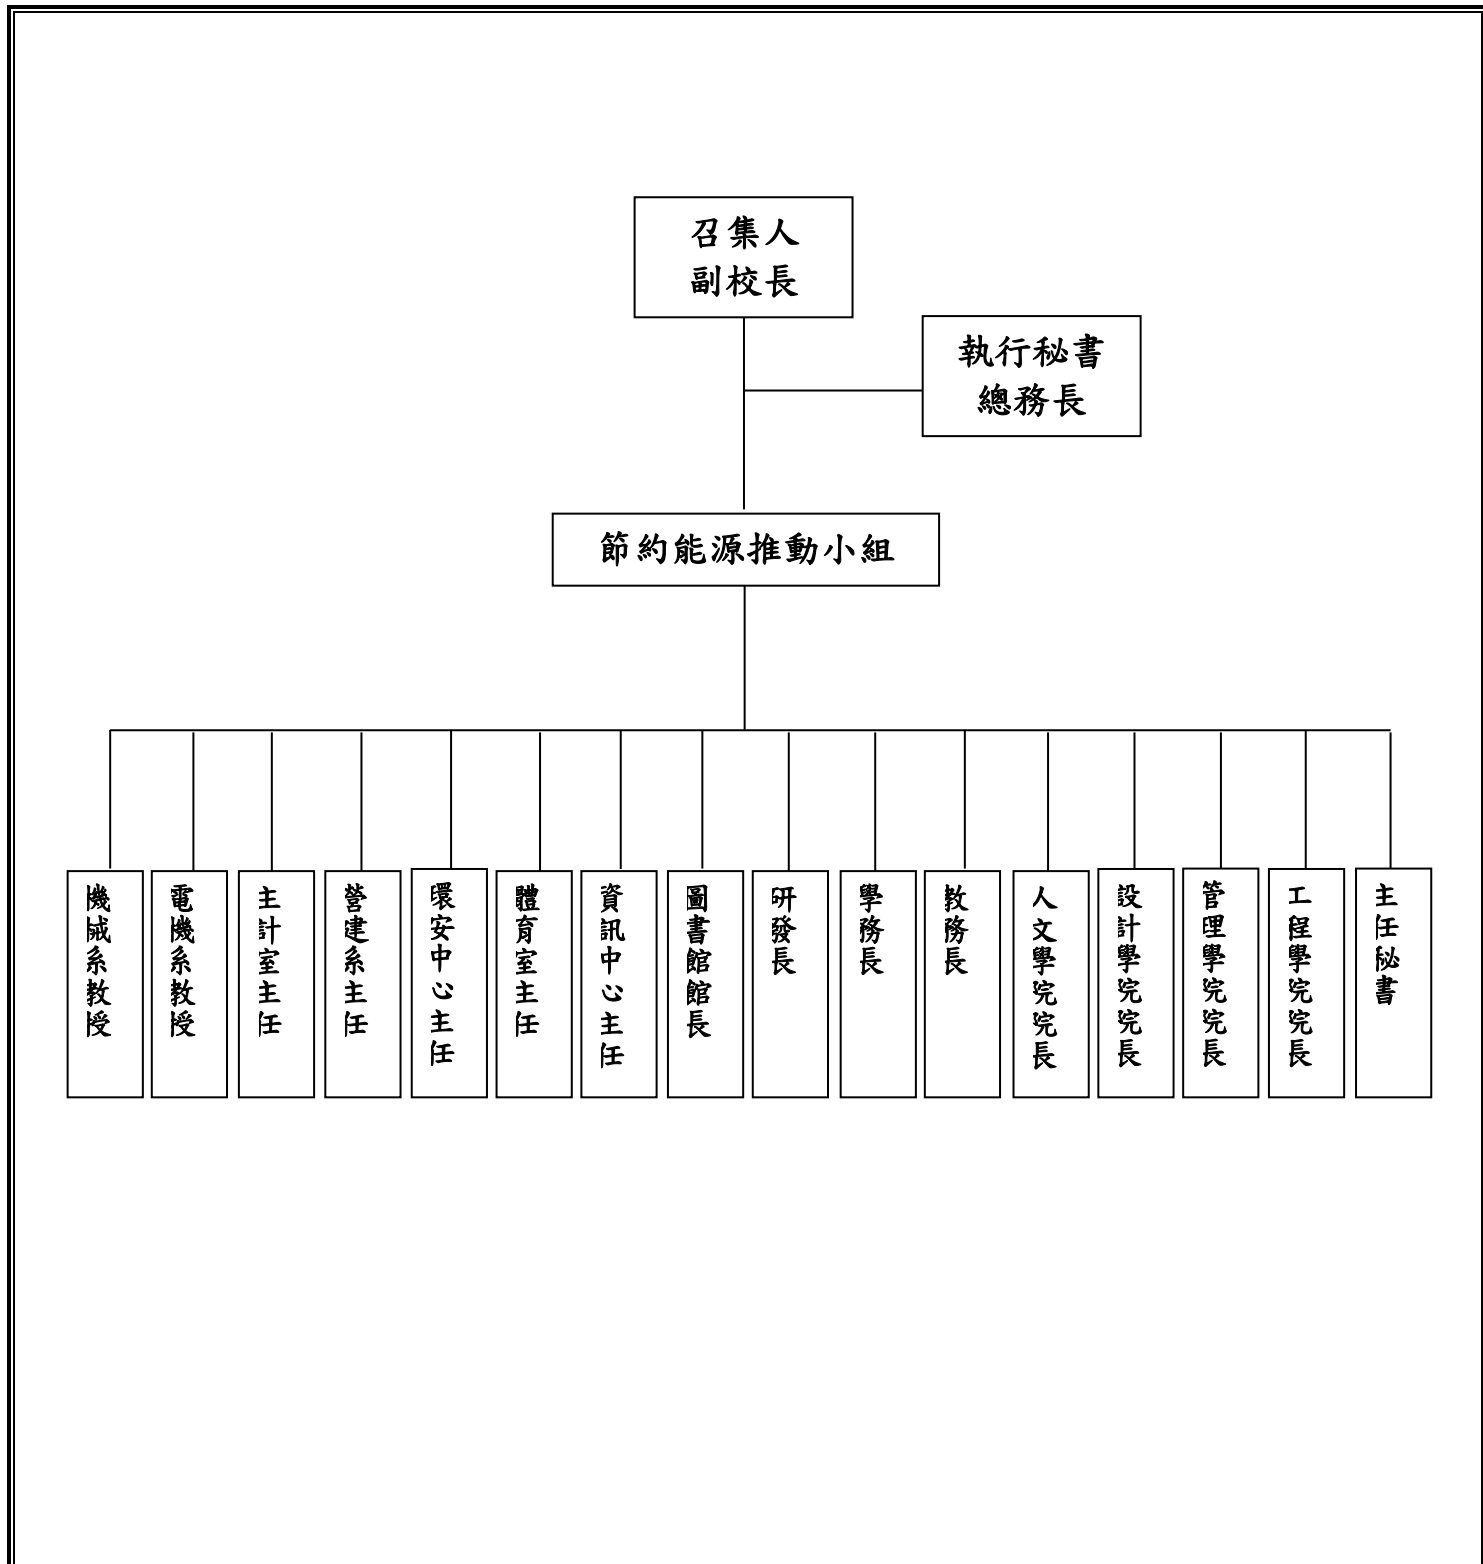 召集人
副校長
執行秘書
總務長
節約能源推動小組
機械系教授
電機系教授
主計室主任
營建系主任
環安中心主任
體育室主任
資訊中心主任
圖書館館長
研發長
學務長
教務長
人文學院院長
設計學院院長
管理學院院長
工程學院院長
主任秘書